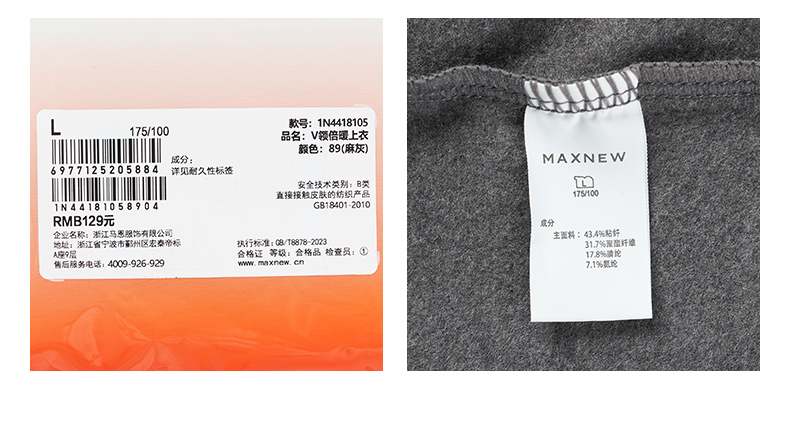 L
175/100
6977125205884
1N44181058904
RMB129元
企业名称：浙江马恩服饰有限公司
地址：浙江省宁波市鄞州区宏泰帝标
A座9层
售后服务电话：4009-926-929
款号：1N4418105
品名：V领倍暖上衣
颜色：89(麻灰)
成分：
详见耐久性标签
安全技术类别：B类
直接接触皮肤的纺织产品
GB18401-2010
执行标准：GB/T8878-2023
合格证 等级：合格品 检查员：①
www.maxnew.cn
MAXNEW
L
175/100
成分
主面料：43.4%粘纤
31.7%聚酯纤维
17.8%腈纶
7.1%氨纶